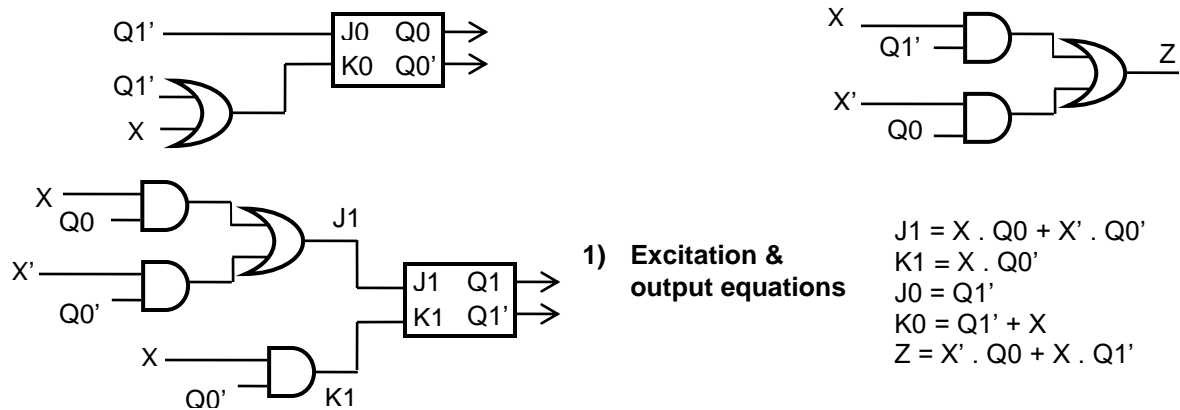 Q1’
J0 Q0
K0 Q0’
Q1’
X
X
Q1’
X’
Q0
Z
X
Q0
X’
Q0’
J1
J1 Q1
K1 Q1’
X
Q0’
K1
1) Excitation &
output equations
J1 = X . Q0 + X’ . Q0’
K1 = X . Q0’
J0 = Q1’
K0 = Q1’ + X
Z = X’ . Q0 + X . Q1’